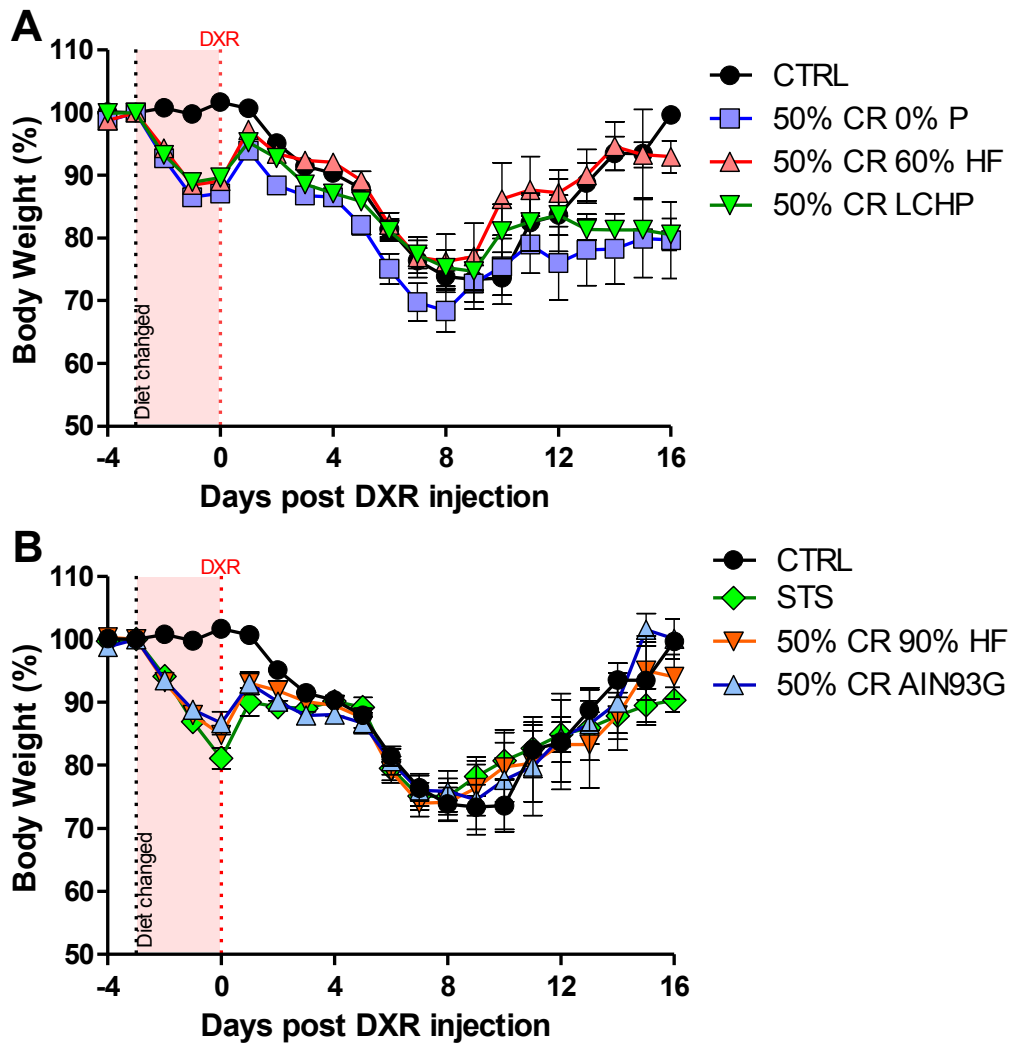 A
DXR
110
100
90
80
70
60
50
Body Weight (%)
Diet changed
-4 0 4 8 12 16
Days post DXR injection
CTRL
50% CR 0% P
50% CR 60% HF
50% CR LCHP
B
DXR
110
100
90
80
70
60
50
Body Weight (%)
Diet changed
-4 0 4 8 12 16
Days post DXR injection
CTRL
STS
50% CR 90% HF
50% CR AIN93G